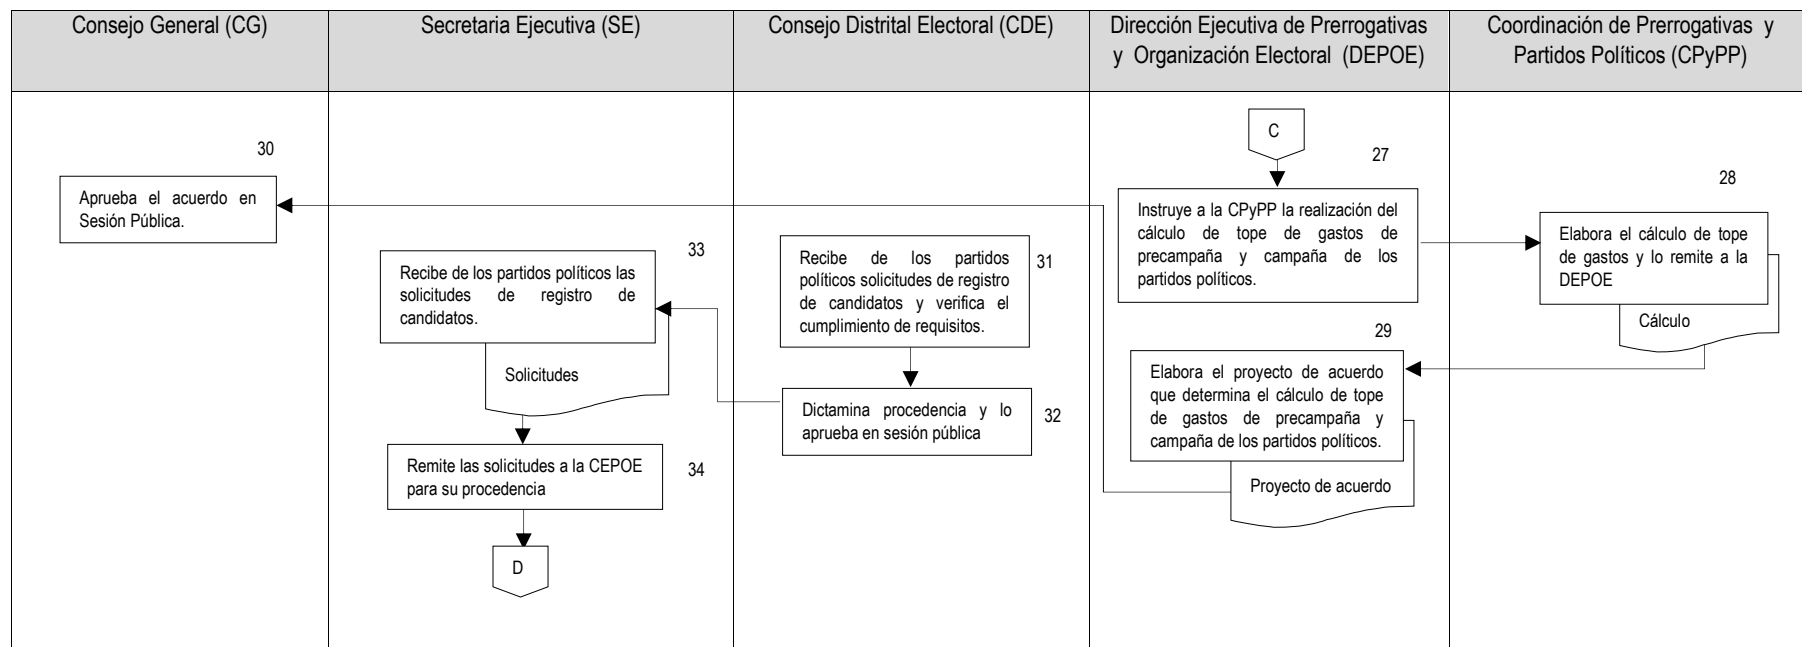 Consejo General (CG)
Secretaria Ejecutiva (SE)
Consejo Distrital Electoral (CDE)
Dirección Ejecutiva de Prerrogativas
y Organización Electoral (DEPOE)
Coordinación de Prerrogativas y
Partidos Políticos (CPyPP)
C
27
Instruye a la CPyPP la realización del
cálculo de tope de gastos de
precampaña y campaña de los
partidos políticos.
28
Elabora el cálculo de tope
de gastos y lo remite a la
DEPOE
Cálculo
29
Elabora el proyecto de acuerdo
que determina el cálculo de tope
de gastos de precampaña y
campaña de los partidos políticos.
Proyecto de acuerdo
30
Aprueba el acuerdo en
Sesión Pública.
31
Recibe de los partidos
políticos solicitudes de registro
de candidatos y verifica el
cumplimiento de requisitos.
Dictamina procedencia y lo
aprueba en sesión pública
32
33
Recibe de los partidos políticos las
solicitudes de registro de
candidatos.
Solicitudes
Remite las solicitudes a la CEPOE
para su procedencia
34
D